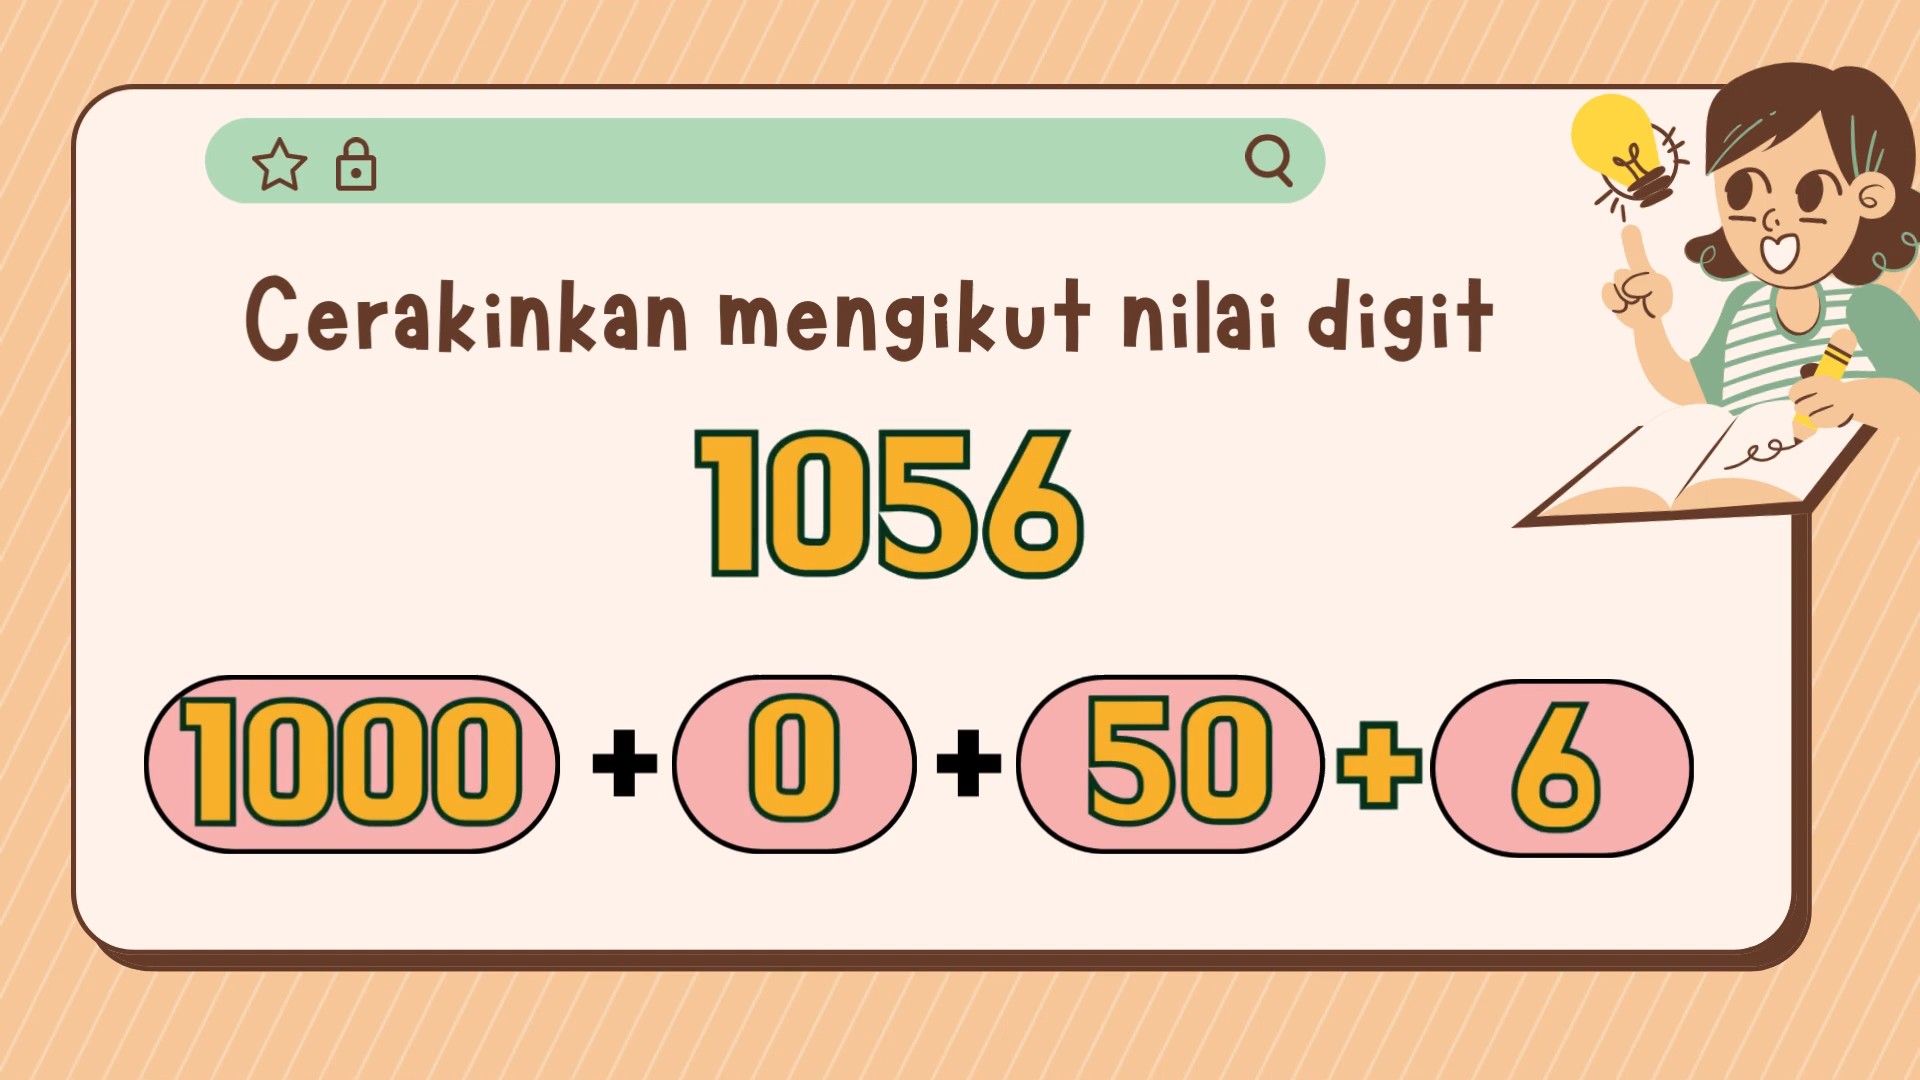 Cerakinkan mengikut nilai digit
1056
1000 + 0 + 50 + 6